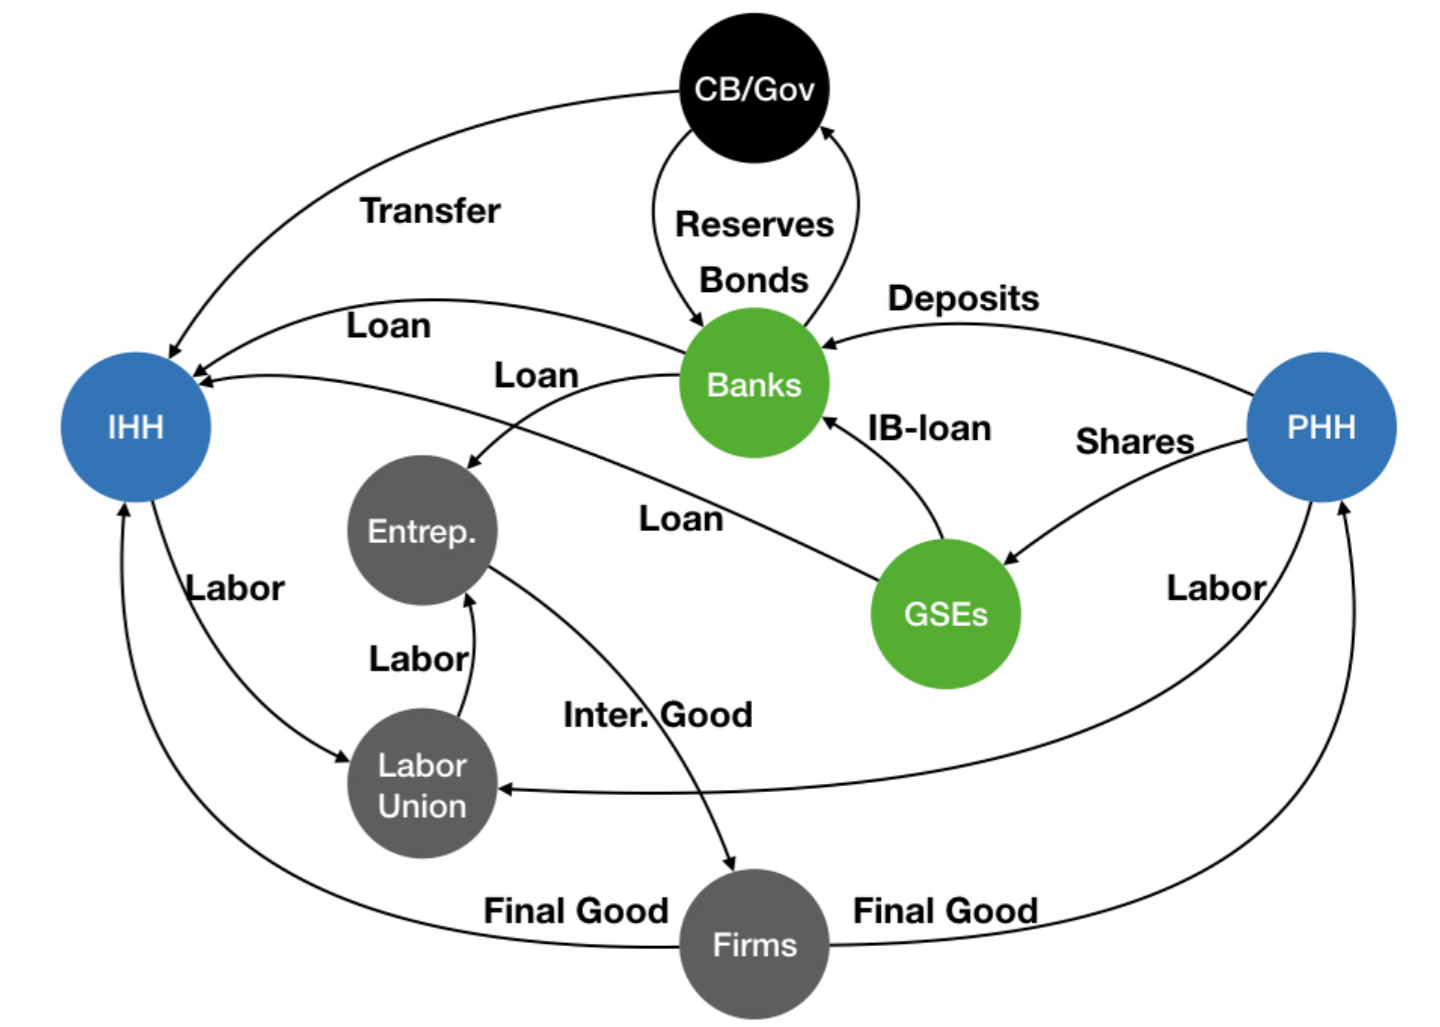 CB/Gov
Transfer
Reserves
Bonds
Deposits
Loan
Loan
Banks
IHH
IB-loan
Shares
PHH
Entrep.
Loan
Labor
GSEs
Labor
Labor
Inter. Good
Labor
Union
Final Good
Final Good
Firms